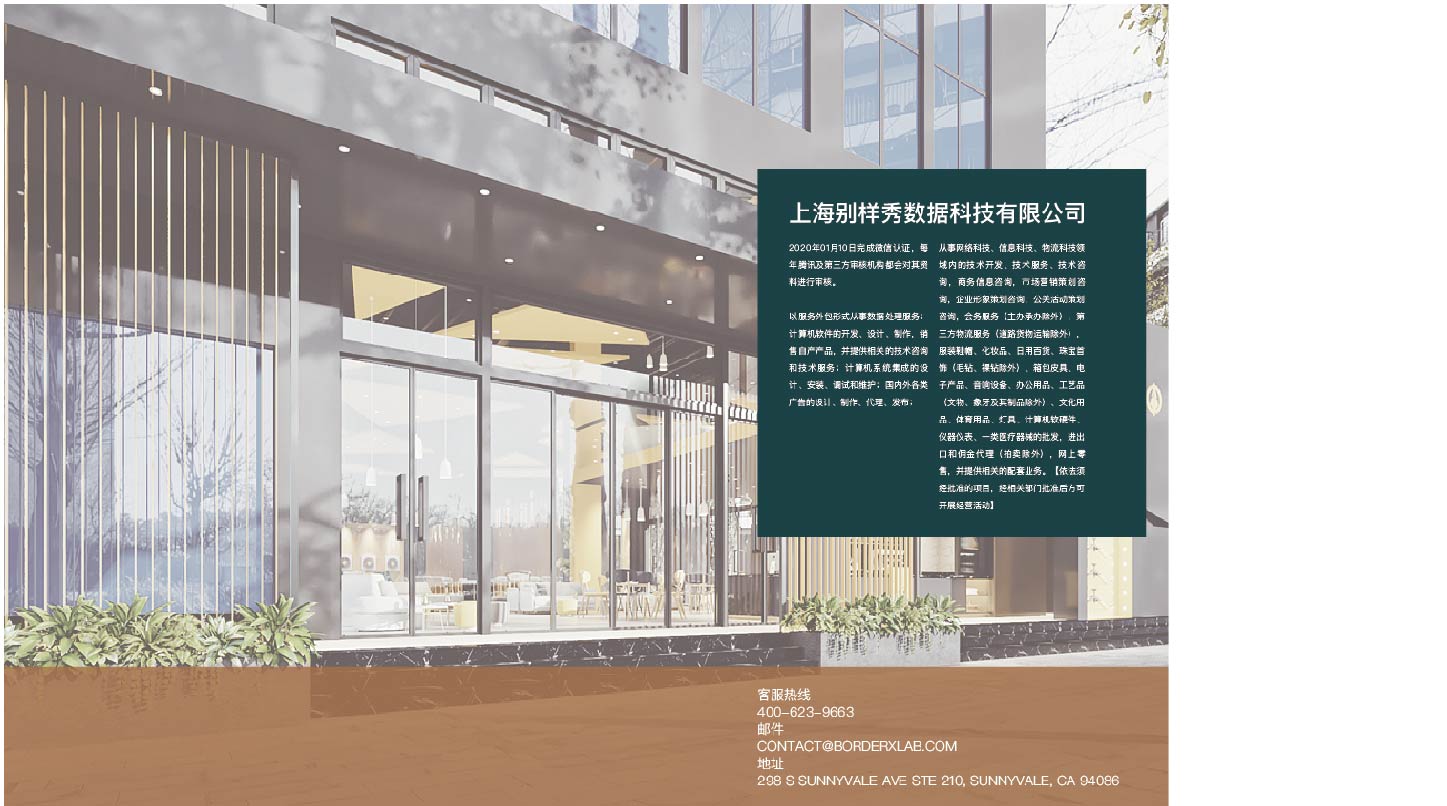 上海别样秀数据科技有限公司
2020年01月10日完成微信认证，每
年腾讯及第三方审核机构都会对其资
料进行审核。
以服务外包形式从事数据处理服务；
计算机软件的开发、设计、制作，销
售自产产品，并提供相关的技术咨询
和技术服务；计算机系统集成的设
计、安装、调试和维护；国内外各类
广告的设计、制作、代理、发布；
从事网络科技、信息科技、物流科技领
域内的技术开发、技术服务、技术咨
询，商务信息咨询，市场营销策划咨
询，企业形象策划咨询，公关活动策划
咨询，会务服务（主办承办除外），第
三方物流服务（道路货物运输除外），
服装鞋帽、化妆品、日用百货、珠宝首
饰（毛钻、裸钻除外）、箱包皮具、电
子产品、音响设备、办公用品、工艺品
（文物、象牙及其制品除外）、文化用
品、体育用品、灯具、计算机软硬件、
仪器仪表、一类医疗器械的批发，进出
口和佣金代理（拍卖除外），网上零
售，并提供相关的配套业务。【依法须
经批准的项目，经相关部门批准后方可
开展经营活动】
客服热线
400-623-9663
邮件
CONTACT@BORDERXLAB.COM
地址
298 S SUNNYVALE AVE STE 210, SUNNYVALE, CA 94086